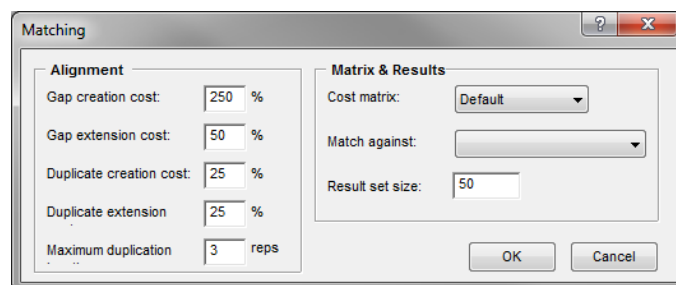 Matching
?
X
Alignment
Gap creation cost: 250 %
Gap extension cost: 50 %
Duplicate creation cost: 25 %
Duplicate extension 25 %
Maximum duplication 3 reps
Matrix & Results
Cost matrix: Default
Match against:
Result set size: 50
OK Cancel